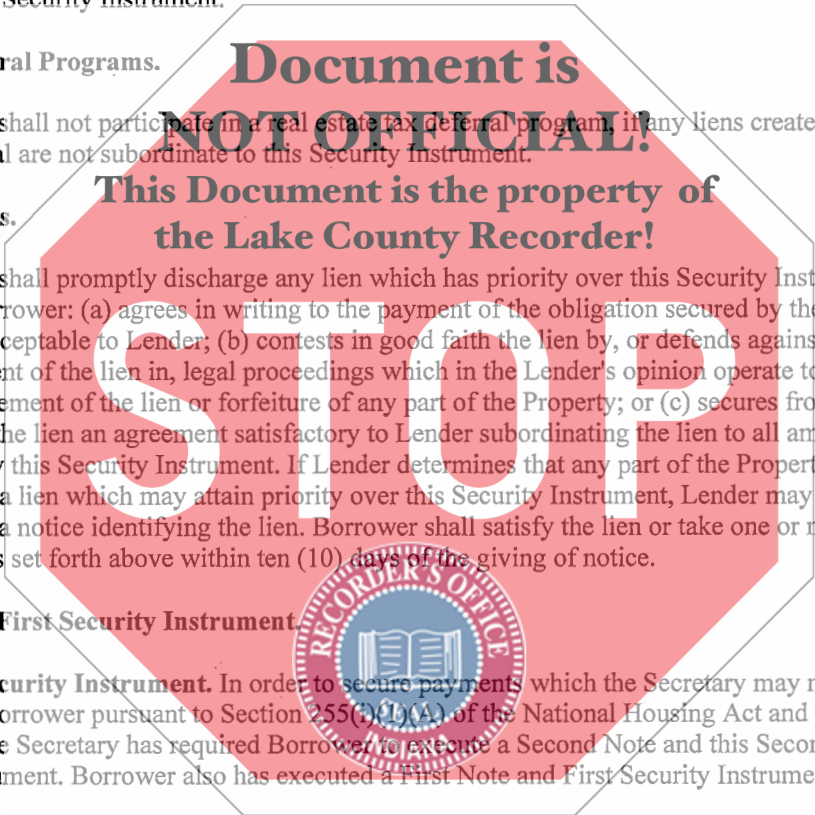 Security Instrument.
ral Programs.
Document is
NOT OFFICIAL!
shall not participate in a real estate tax deferral program, if any liens create
l are not subordinate to this Security Instrument.
This Document is the property of
s.
the Lake County Recorder!
shall promptly discharge any lien which has priority over this Security Inst
rower: (a) agrees in writing to the payment of the obligation secured by the
ceptable to Lender; (b) contests in good faith the lien by, or defends agains
nt of the lien in, legal proceedings which in the Lender's opinion operate to
ement of the lien or forfeiture of any part of the Property; or (c) secures fro
he lien an agreement satisfactory to Lender subordinating the lien to all am
this Security Instrument. If Lender determines that any part of the Propert
a lien which may attain priority over this Security Instrument, Lender may
a notice identifying the lien. Borrower shall satisfy the lien or take one or
s set forth above within ten (10) days of the giving of notice.
STOP
RECORDER'S OFFICE
First Security Instrument.
curity Instrument. In order to secure payments which the Secretary may
orrower pursuant to Section 255(i)(1)(A) of the National Housing Act and
SEAL
INDIANA
e Secretary has required Borrower to execute a Second Note and this Secon
ment. Borrower also has executed a First Note and First Security Instrume